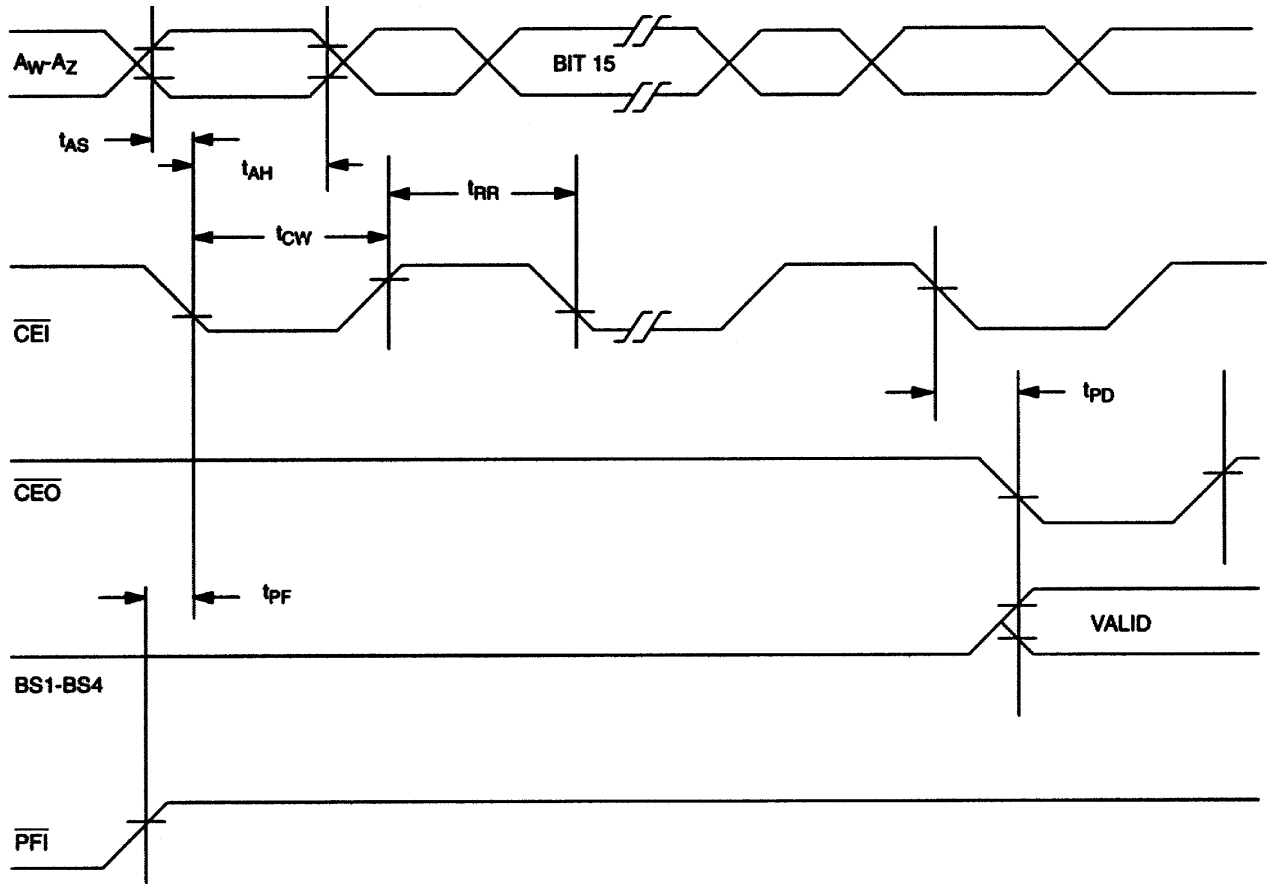 AW-AZ
BIT 15
tAS
tAH
tRR
tCW
CEI
tPD
CEO
tPF
VALID
BS1-BS4
PFI